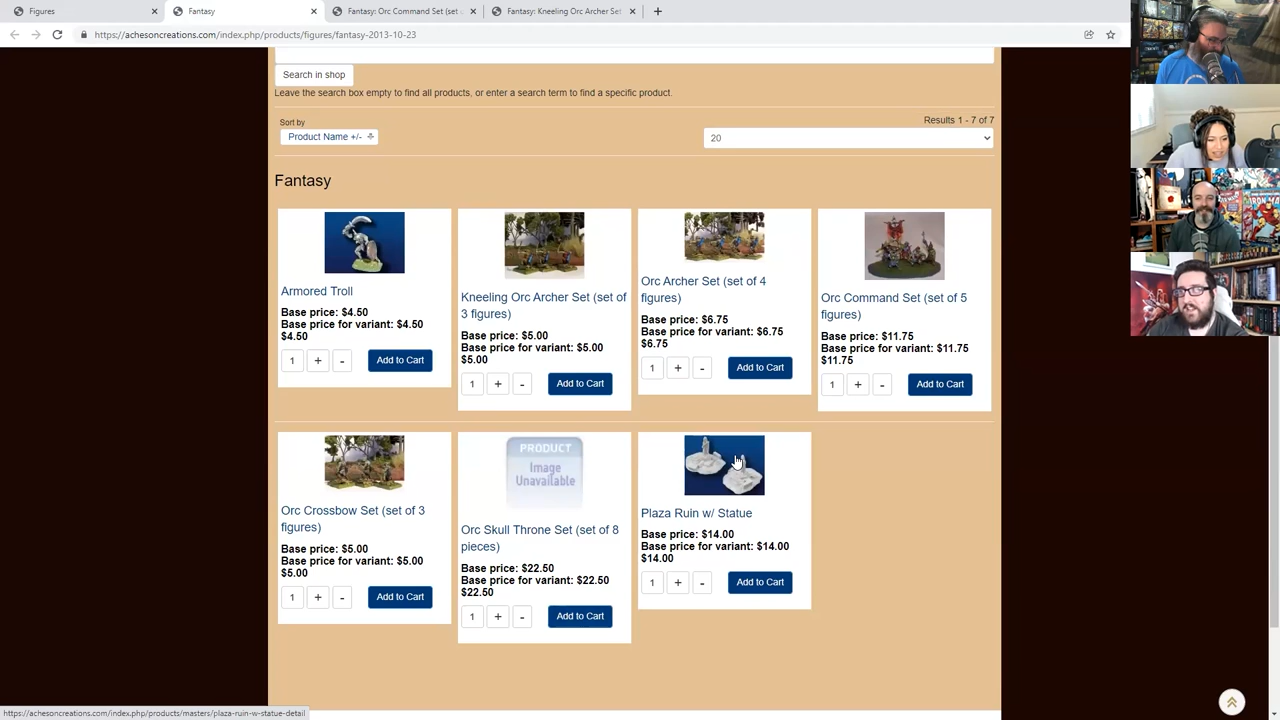 Figures
Fantasy
Fantasy: Orc Command Set (set
Fantasy: Kneeling Orc Archer Set
https://achesoncreations.com/index.php/products/figures/fantasy-2013-10-23
Search in shop
Leave the search box empty to find all products, or enter a search term to find a specific product.
Sort by
Product Name +/-
Results 1 - 7 of 7
20
Fantasy
Armored Troll
Base price: $4.50
Base price for variant: $4.50
$4.50
1 + -
Add to Cart
Kneeling Orc Archer Set (set of
3 figures)
Base price: $5.00
Base price for variant: $5.00
$5.00
1 + -
Add to Cart
Orc Archer Set (set of 4
figures)
Base price: $6.75
Base price for variant: $6.75
$6.75
1 + -
Add to Cart
Orc Command Set (set of 5
figures)
Base price: $11.75
Base price for variant: $11.75
$11.75
1 + -
Add to Cart
Orc Crossbow Set (set of 3
figures)
Base price: $5.00
Base price for variant: $5.00
$5.00
1 + -
Add to Cart
PRODUCT
Image
Unavailable
Orc Skull Throne Set (set of 8
pieces)
Base price: $22.50
Base price for variant: $22.50
$22.50
1 + -
Add to Cart
Plaza Ruin w/ Statue
Base price: $14.00
Base price for variant: $14.00
$14.00
1 + -
Add to Cart
https://achesoncreations.com/index.php/products/masters/plaza-ruin-w-statue-detail